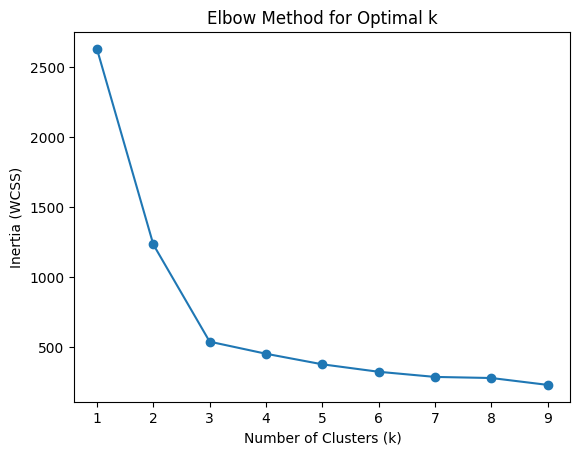 Elbow Method for Optimal k
2500
2000
1500
1000
500
Inertia (WCSS)
1 2 3 4 5 6 7 8 9
Number of Clusters (k)